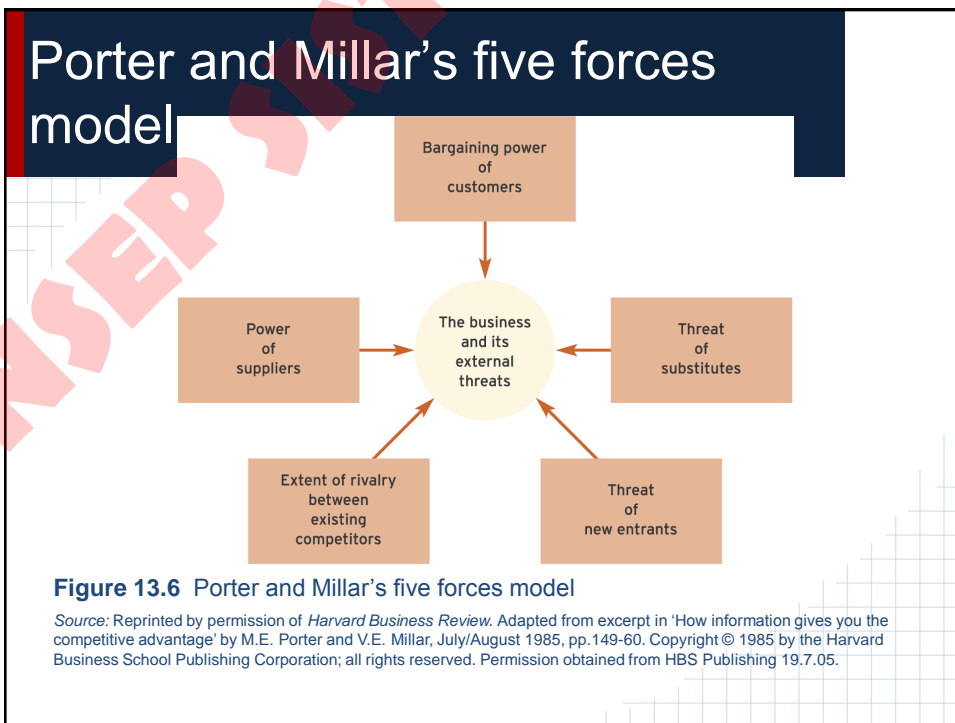 Porter and Millar's five forces
model
Bargaining power
of
customers
Power
of
suppliers
The business
and its
external
threats
Threat
of
substitutes
Extent of rivalry
between
existing
competitors
Threat
of
new entrants
Figure 13.6 Porter and Millar's five forces model
Source: Reprinted by permission of Harvard Business Review. Adapted from excerpt in 'How information gives you the
competitive advantage' by M.E. Porter and V.E. Millar, July/August 1985, pp.149-60. Copyright © 1985 by the Harvard
Business School Publishing Corporation; all rights reserved. Permission obtained from HBS Publishing 19.7.05.